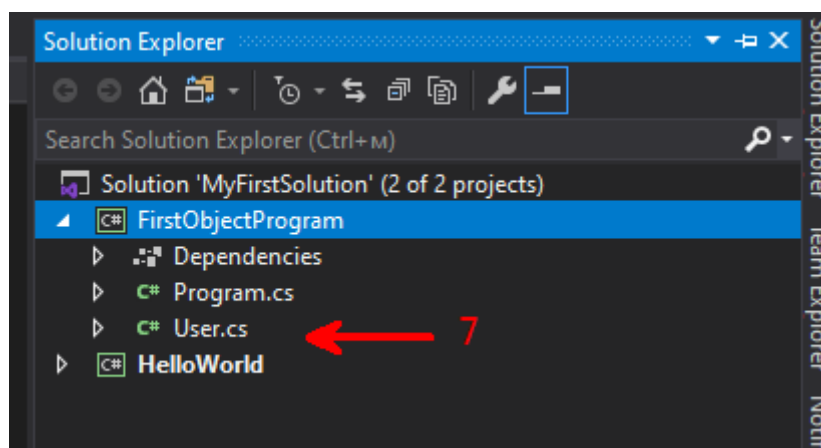 Solution Explorer
Search Solution Explorer (Ctrl+м)
Solution 'MyFirstSolution' (2 of 2 projects)
C# FirstObjectProgram
Dependencies
C# Program.cs
C# User.cs
7
C# HelloWorld
Solution Explorer
Team Explorer